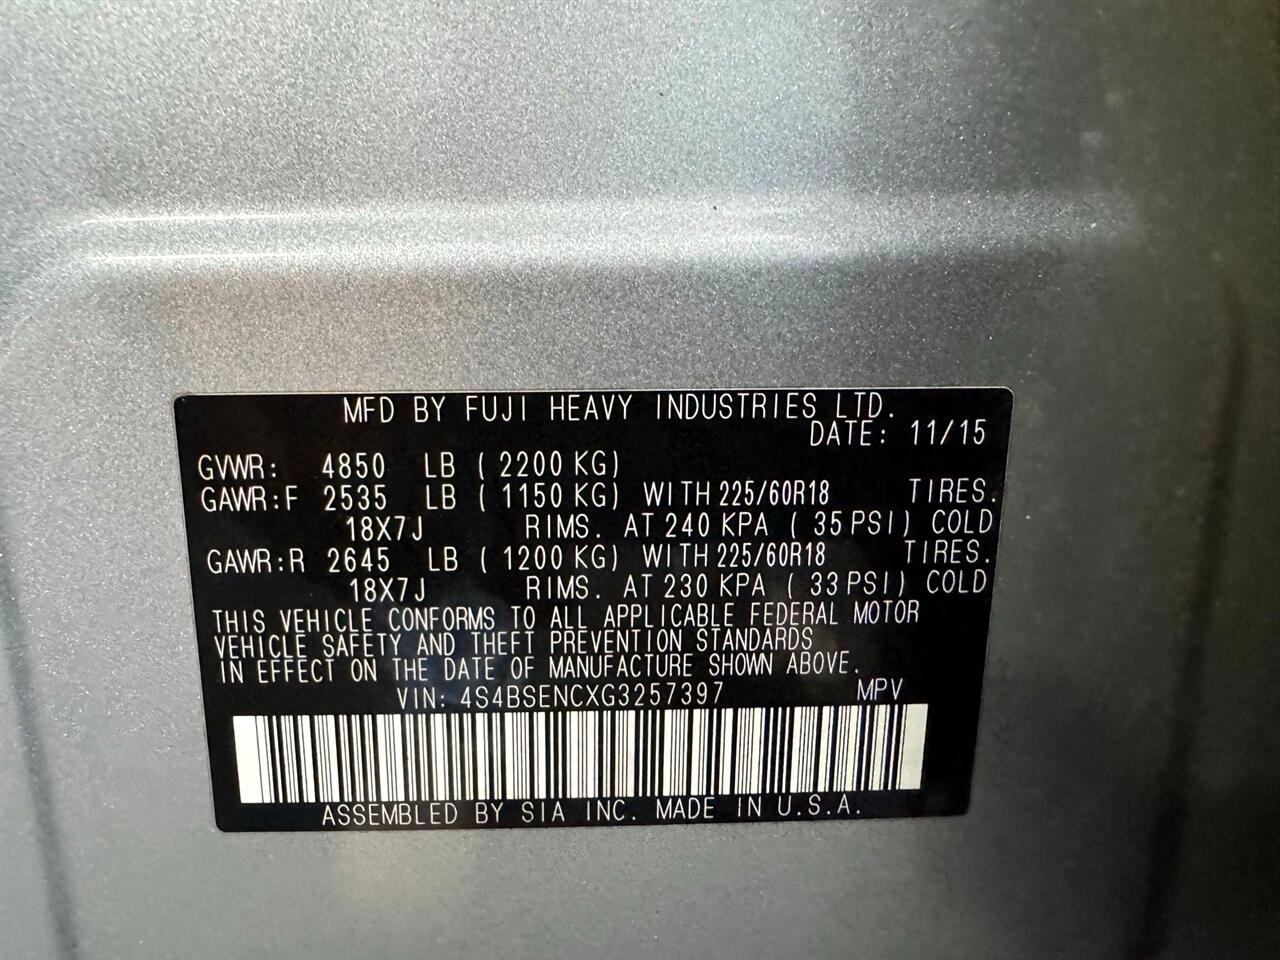 MFD BY FUJI HEAVY INDUSTRIES LTD.
DATE: 11/15
GVWR: 4850 LB ( 2200 KG)
GAWR:F 2535 LB ( 1150 KG) WITH 225/60R18 TIRES.
18X7J RIMS. AT 240 KPA ( 35 PSI) COLD
GAWR:R 2645 LB ( 1200 KG) WITH 225/60R18 TIRES.
18X7J RIMS. AT 230 KPA ( 33 PSI) COLD
THIS VEHICLE CONFORMS TO ALL APPLICABLE FEDERAL MOTOR
VEHICLE SAFETY AND THEFT PREVENTION STANDARDS
IN EFFECT ON THE DATE OF MANUFACTURE SHOWN ABOVE.
VIN: 4S4BSENCXG3257397 MPV
ASSEMBLED BY SIA INC. MADE IN U.S.A.